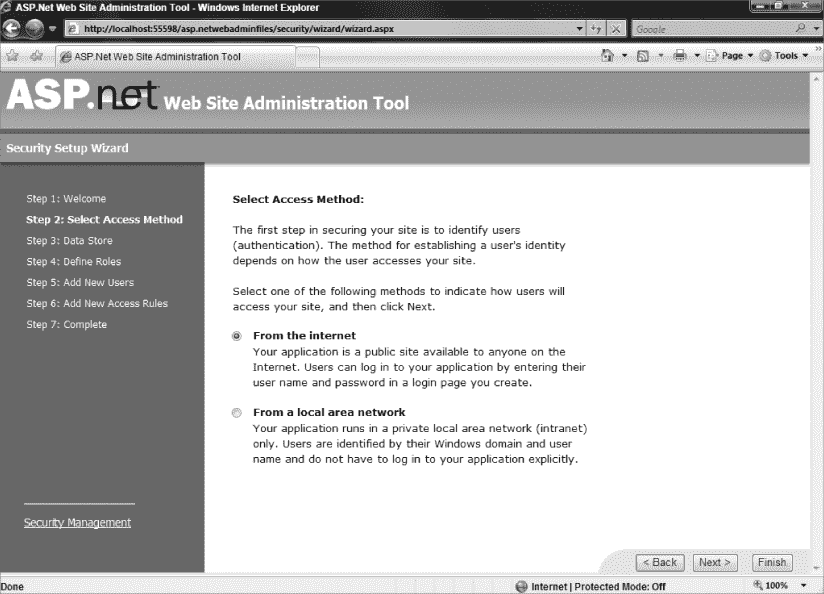 ASP.Net Web Site Administration Tool - Windows Internet Explorer
http://localhost:55598/asp.netwebadminfiles/security/wizard/wizard.aspx
Google
ASP.Net Web Site Administration Tool
Page
Tools
ASP.net Web Site Administration Tool
Security Setup Wizard
Step 1: Welcome
Step 2: Select Access Method
Step 3: Data Store
Step 4: Define Roles
Step 5: Add New Users
Step 6: Add New Access Rules
Step 7: Complete
Security Management
Select Access Method:
The first step in securing your site is to identify users
(authentication). The method for establishing a user's identity
depends on how the user accesses your site.
Select one of the following methods to indicate how users will
access your site, and then click Next.
From the internet
Your application is a public site available to anyone on the
Internet. Users can log in to your application by entering their
user name and password in a login page you create.
From a local area network
Your application runs in a private local area network (intranet)
only. Users are identified by their Windows domain and user
name and do not have to log in to your application explicitly.
< Back
Next >
Finish
Done
Internet | Protected Mode: Off
100%